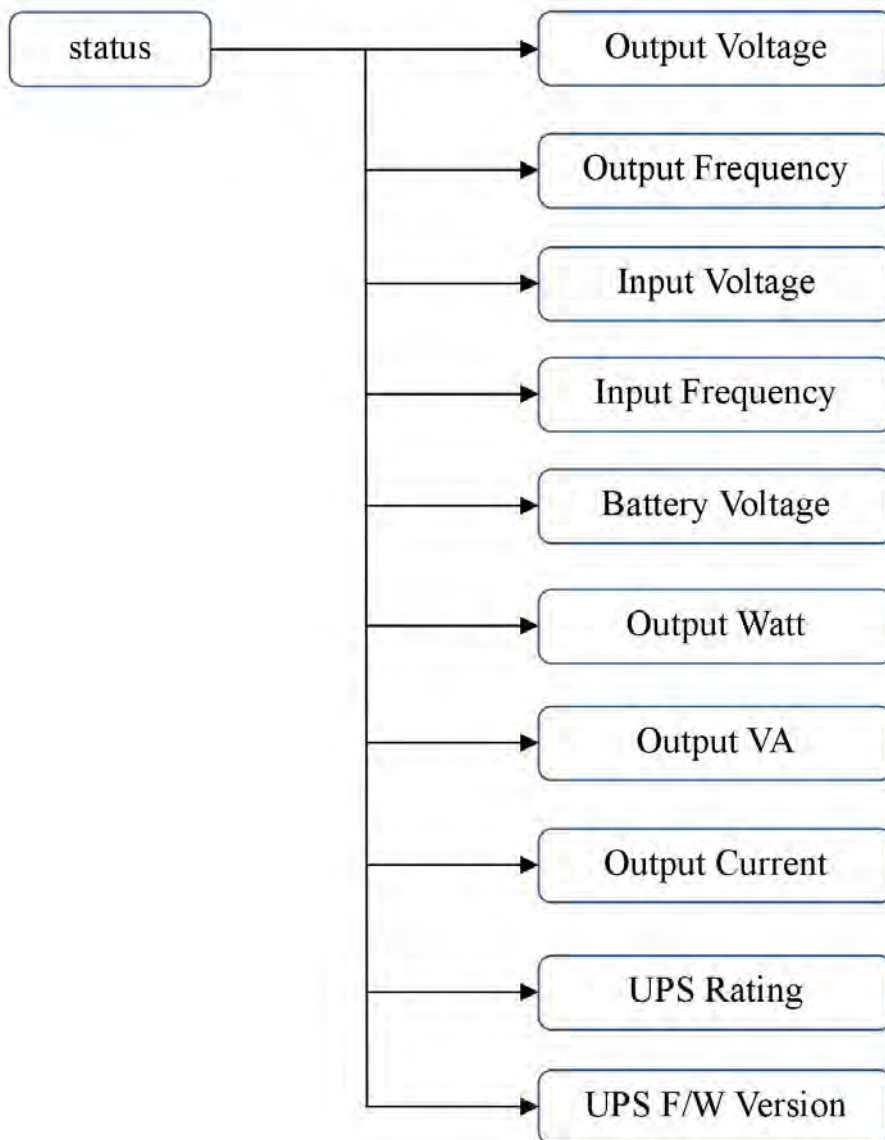 status
Output Voltage
Output Frequency
Input Voltage
Input Frequency
Battery Voltage
Output Watt
Output VA
Output Current
UPS Rating
UPS F/W Version